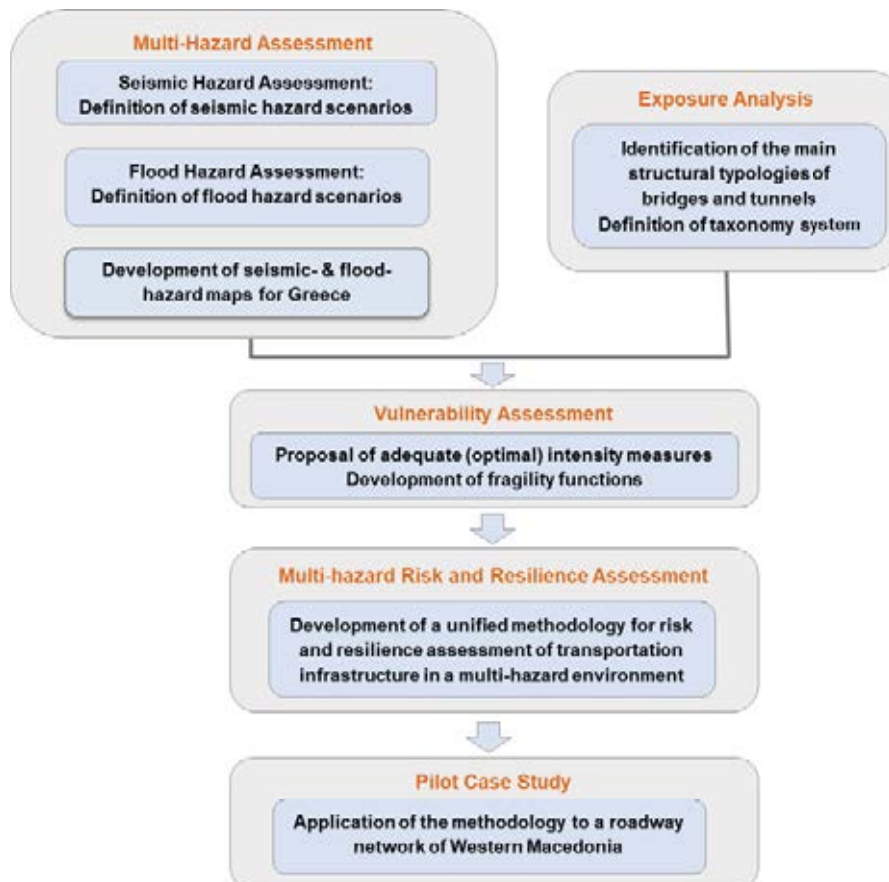 Multi-Hazard Assessment
Seismic Hazard Assessment:
Definition of seismic hazard scenarios
Flood Hazard Assessment:
Definition of flood hazard scenarios
Development of seismic- & flood-
hazard maps for Greece
Exposure Analysis
Identification of the main
structural typologies of
bridges and tunnels
Definition of taxonomy system
Vulnerability Assessment
Proposal of adequate (optimal) intensity measures
Development of fragility functions
Multi-hazard Risk and Resilience Assessment
Development of a unified methodology for risk
and resilience assessment of transportation
infrastructure in a multi-hazard environment
Pilot Case Study
Application of the methodology to a roadway
network of Western Macedonia